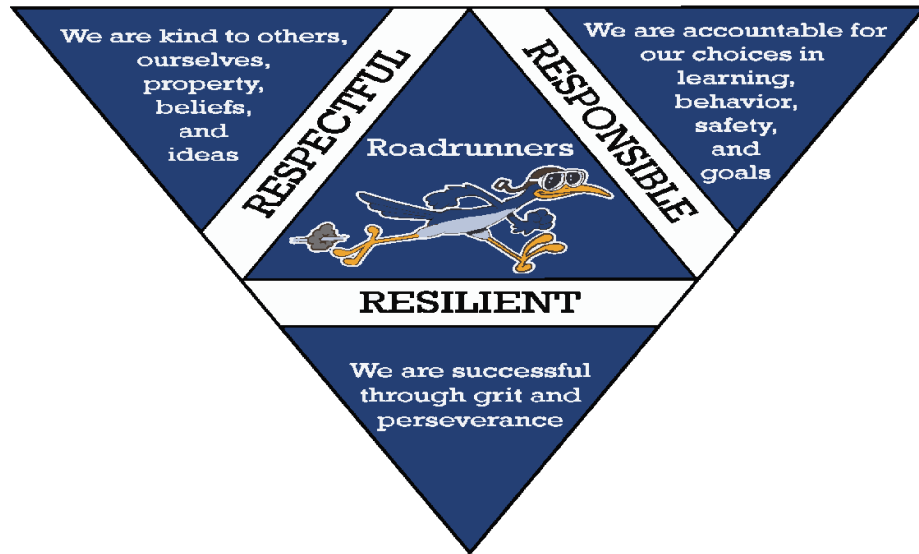 We are kind to others,
ourselves,
property,
beliefs,
and
ideas
RESPECTFUL
Roadrunners
RESPONSIBLE
We are accountable for
our choices in
learning,
behavior,
safety,
and
goals
RESILIENT
We are successful
through grit and
perseverance